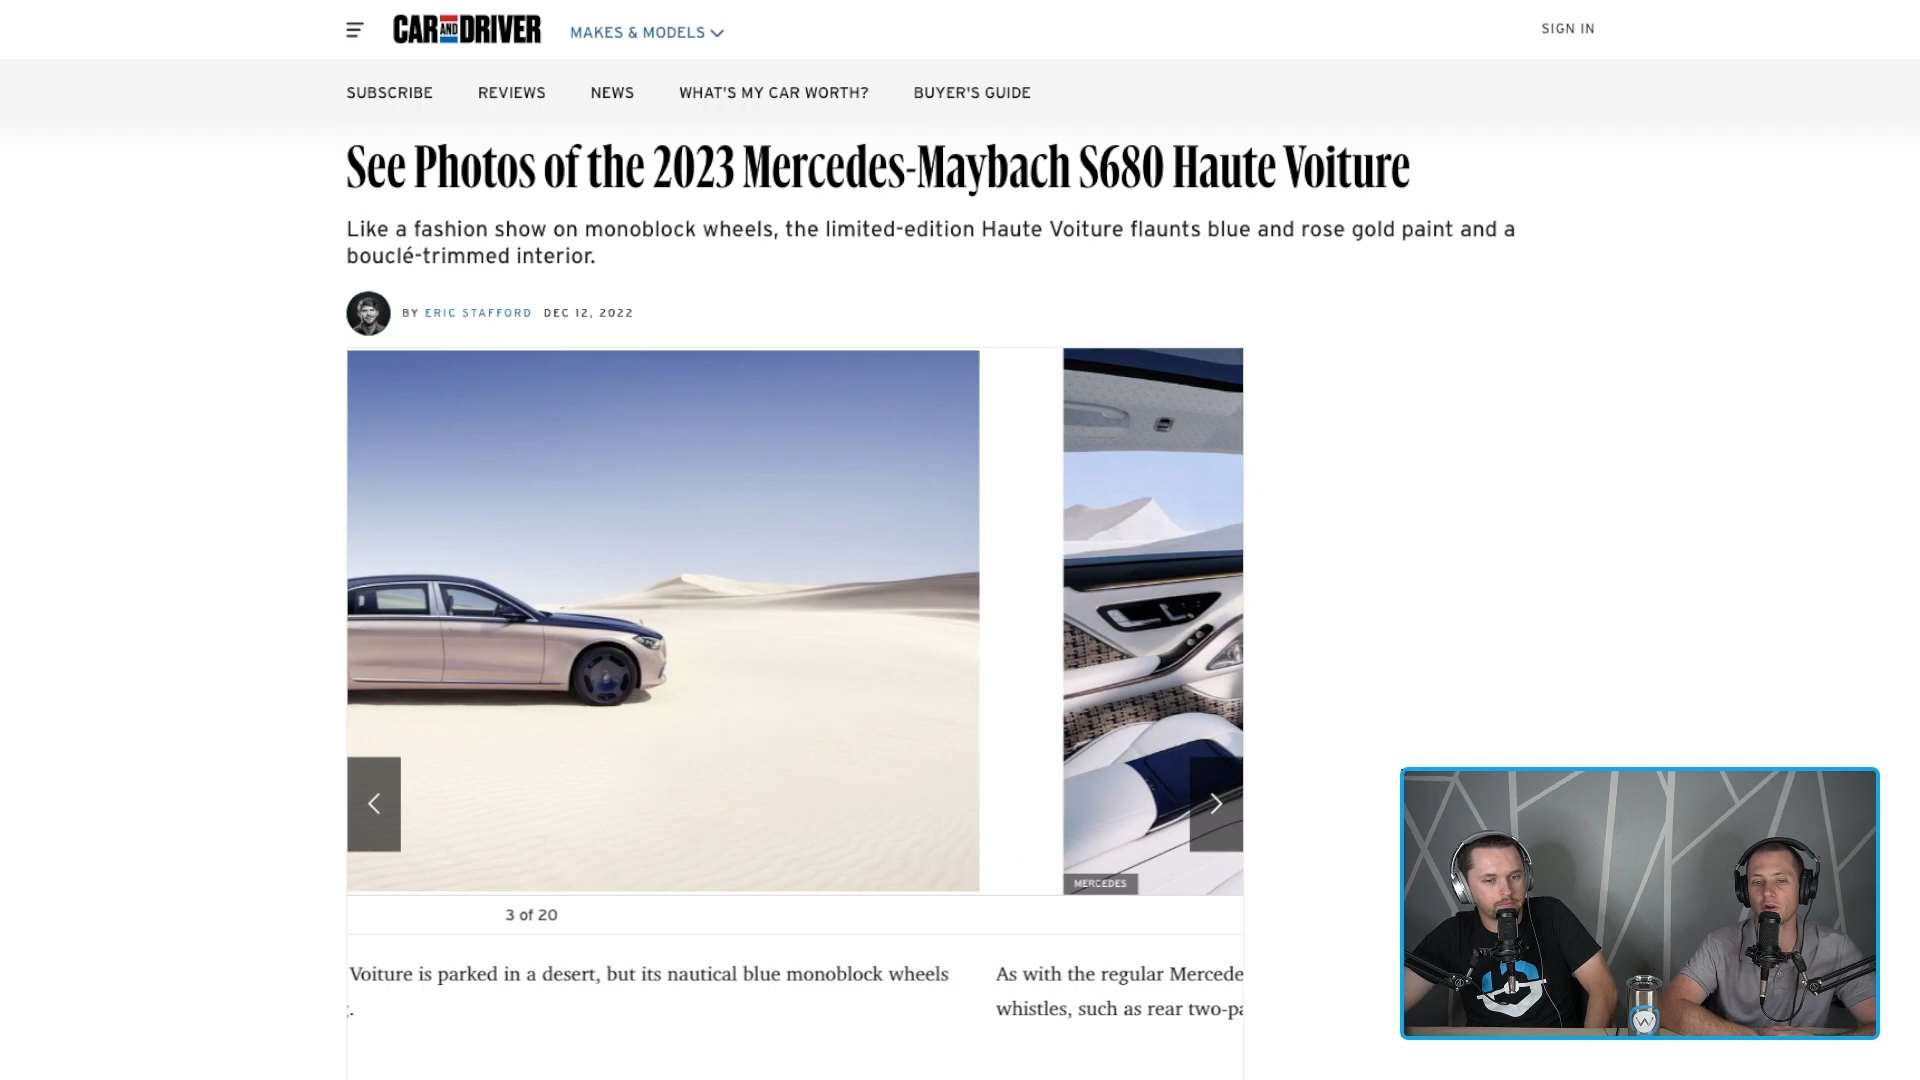 CAR AND DRIVER
MAKES & MODELS
SIGN IN
SUBSCRIBE
REVIEWS
NEWS
WHAT'S MY CAR WORTH?
BUYER'S GUIDE
See Photos of the 2023 Mercedes-Maybach S680 Haute Voiture
Like a fashion show on monoblock wheels, the limited-edition Haute Voiture flaunts blue and rose gold paint and a
bouclé-trimmed interior.
BY ERIC STAFFORD DEC 12, 2022
MERCEDES
3 of 20
Voiture is parked in a desert, but its nautical blue monoblock wheels
As with the regular Mercede
whistles, such as rear two-pa
W